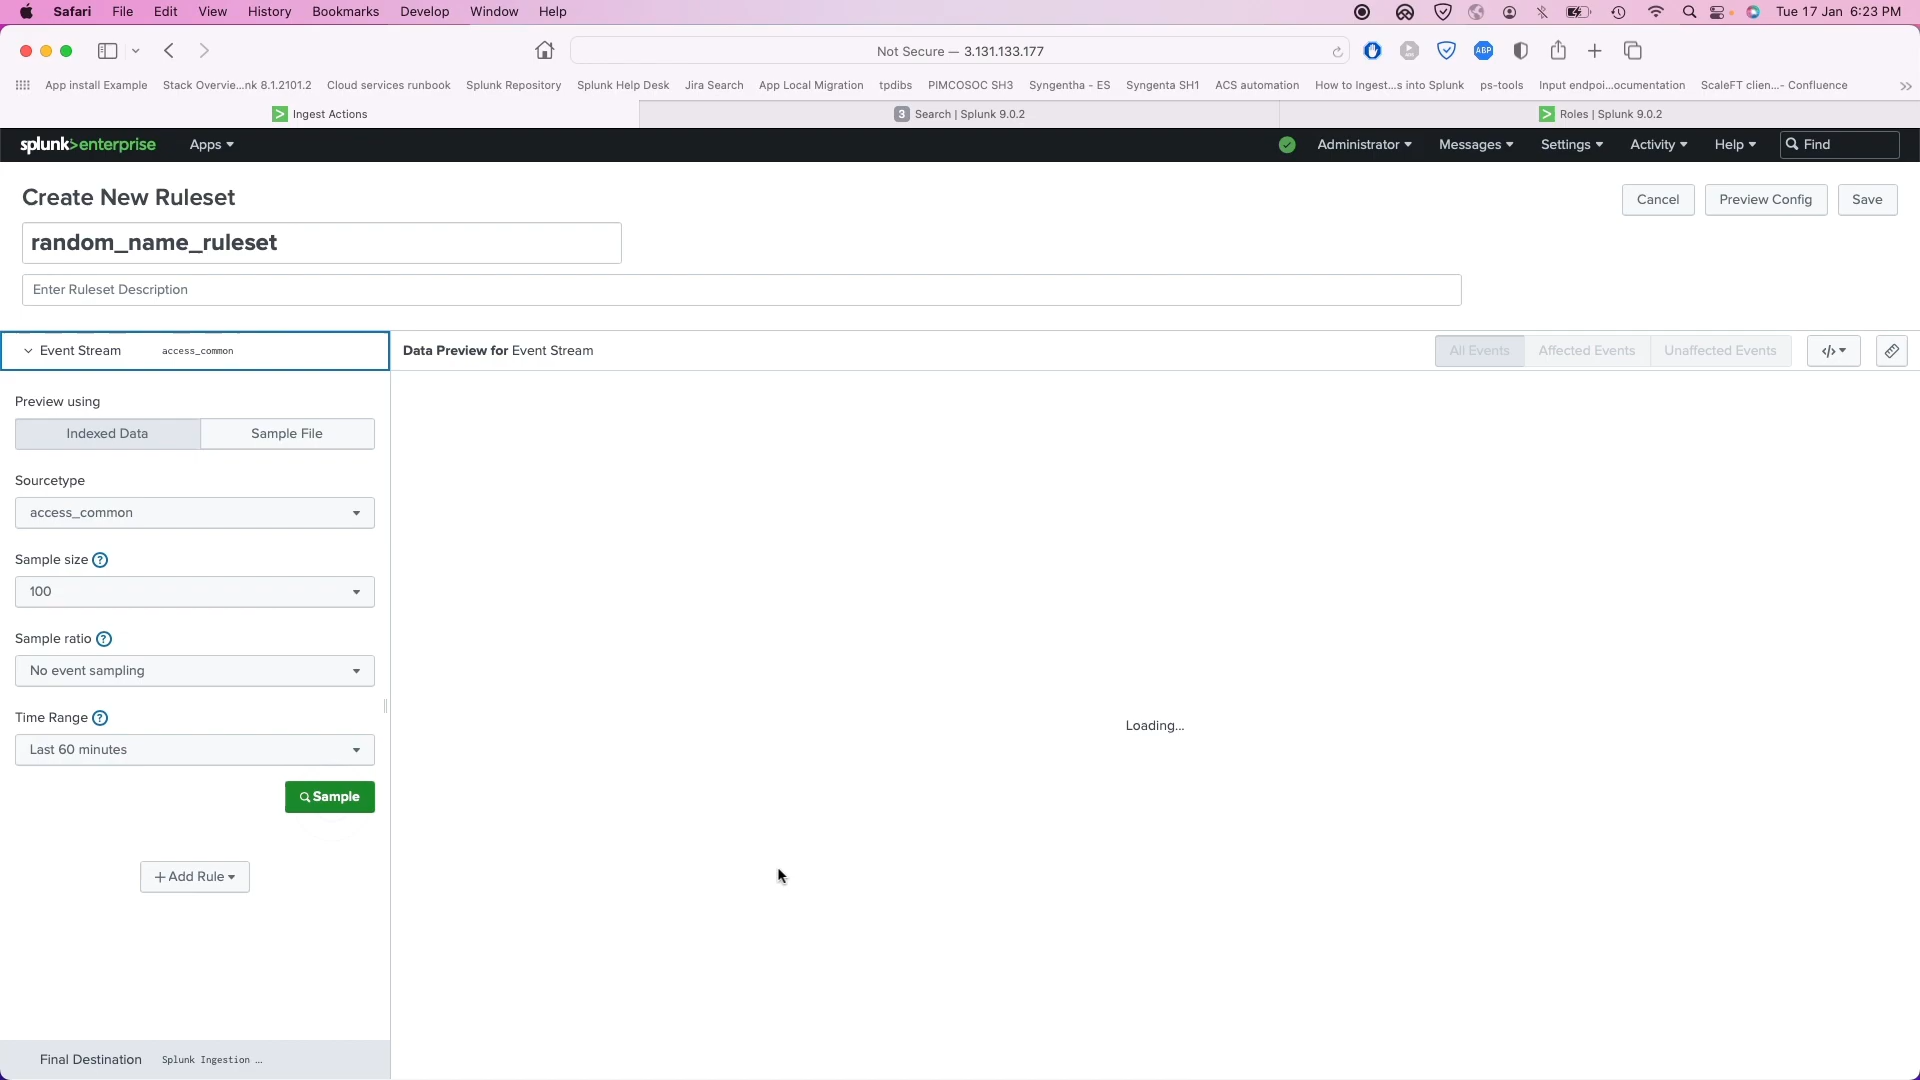 Safari File Edit View History Bookmarks Develop Window Help Tue 17 Jan 6:23 PM
Not Secure — 3.131.133.177 ABP
App install Example Stack Overvie...nk 8.1.2101.2 Cloud services runbook Splunk Repository Splunk Help Desk Jira Search App Local Migration tpdibs PIMCOSOC SH3 Syngentha - ES Syngenta SH1 ACS automation How to Ingest...s into Splunk ps-tools Input endpoi...ocumentation ScaleFT clien...- Confluence
> Ingest Actions 3 Search | Splunk 9.0.2 > Roles | Splunk 9.0.2
splunk>enterprise Apps Administrator Messages Settings Activity Help Find
Create New Ruleset Cancel Preview Config Save
random_name_ruleset
Enter Ruleset Description
Event Stream access_common Data Preview for Event Stream All Events Affected Events Unaffected Events </>
Preview using
Indexed Data Sample File
Sourcetype
access_common
Sample size ?
100
Sample ratio ?
No event sampling
Time Range ?
Last 60 minutes
Loading...
Sample
+ Add Rule
Final Destination Splunk Ingestion ...